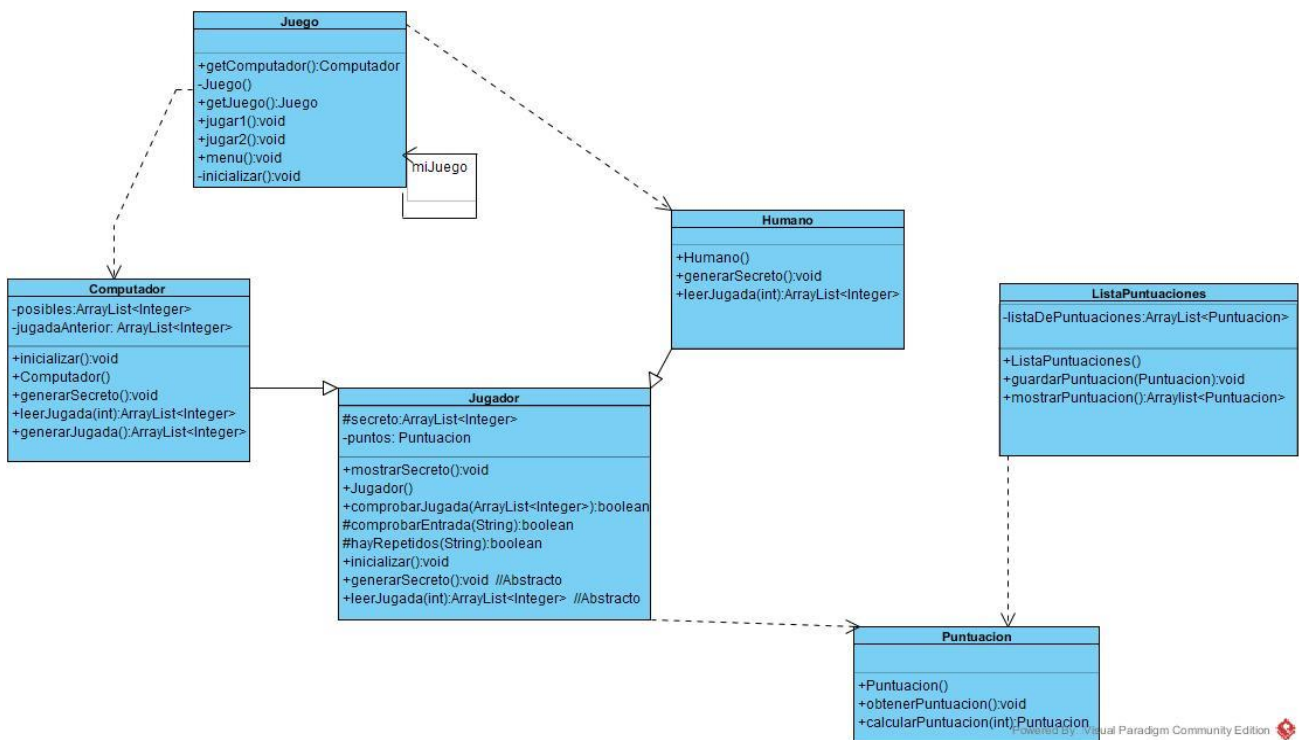 Juego
+getComputador():Computador
-Juego()
+getJuego():Juego
+jugar1():void
+jugar2():void
+menu():void
-inicializar():void
miJuego
Humano
+Humano()
+generarSecreto():void
+leerJugada(int):ArrayList<Integer>
Computador
-posibles:ArrayList<Integer>
-jugadaAnterior: ArrayList<Integer>
+inicializar():void
+Computador()
+generarSecreto():void
+leerJugada(int):ArrayList<Integer>
+generarJugada():ArrayList<Integer>
ListaPuntuaciones
-listaDePuntuaciones:ArrayList<Puntuacion>
+ListaPuntuaciones()
+guardarPuntuacion(Puntuacion):void
+mostrarPuntuacion():Arraylist<Puntuacion>
Jugador
#secreto:ArrayList<Integer>
-puntos: Puntuacion
+mostrarSecreto():void
+Jugador()
+comprobarJugada(ArrayList<Integer>):boolean
#comprobarEntrada(String):boolean
#hayRepetidos(String):boolean
+inicializar():void
+generarSecreto():void //Abstracto
+leerJugada(int):ArrayList<Integer> //Abstracto
Puntuacion
+Puntuacion()
+obtenerPuntuacion():void
+calcularPuntuacion(int):Puntuacion
Powered By Visual Paradigm Community Edition